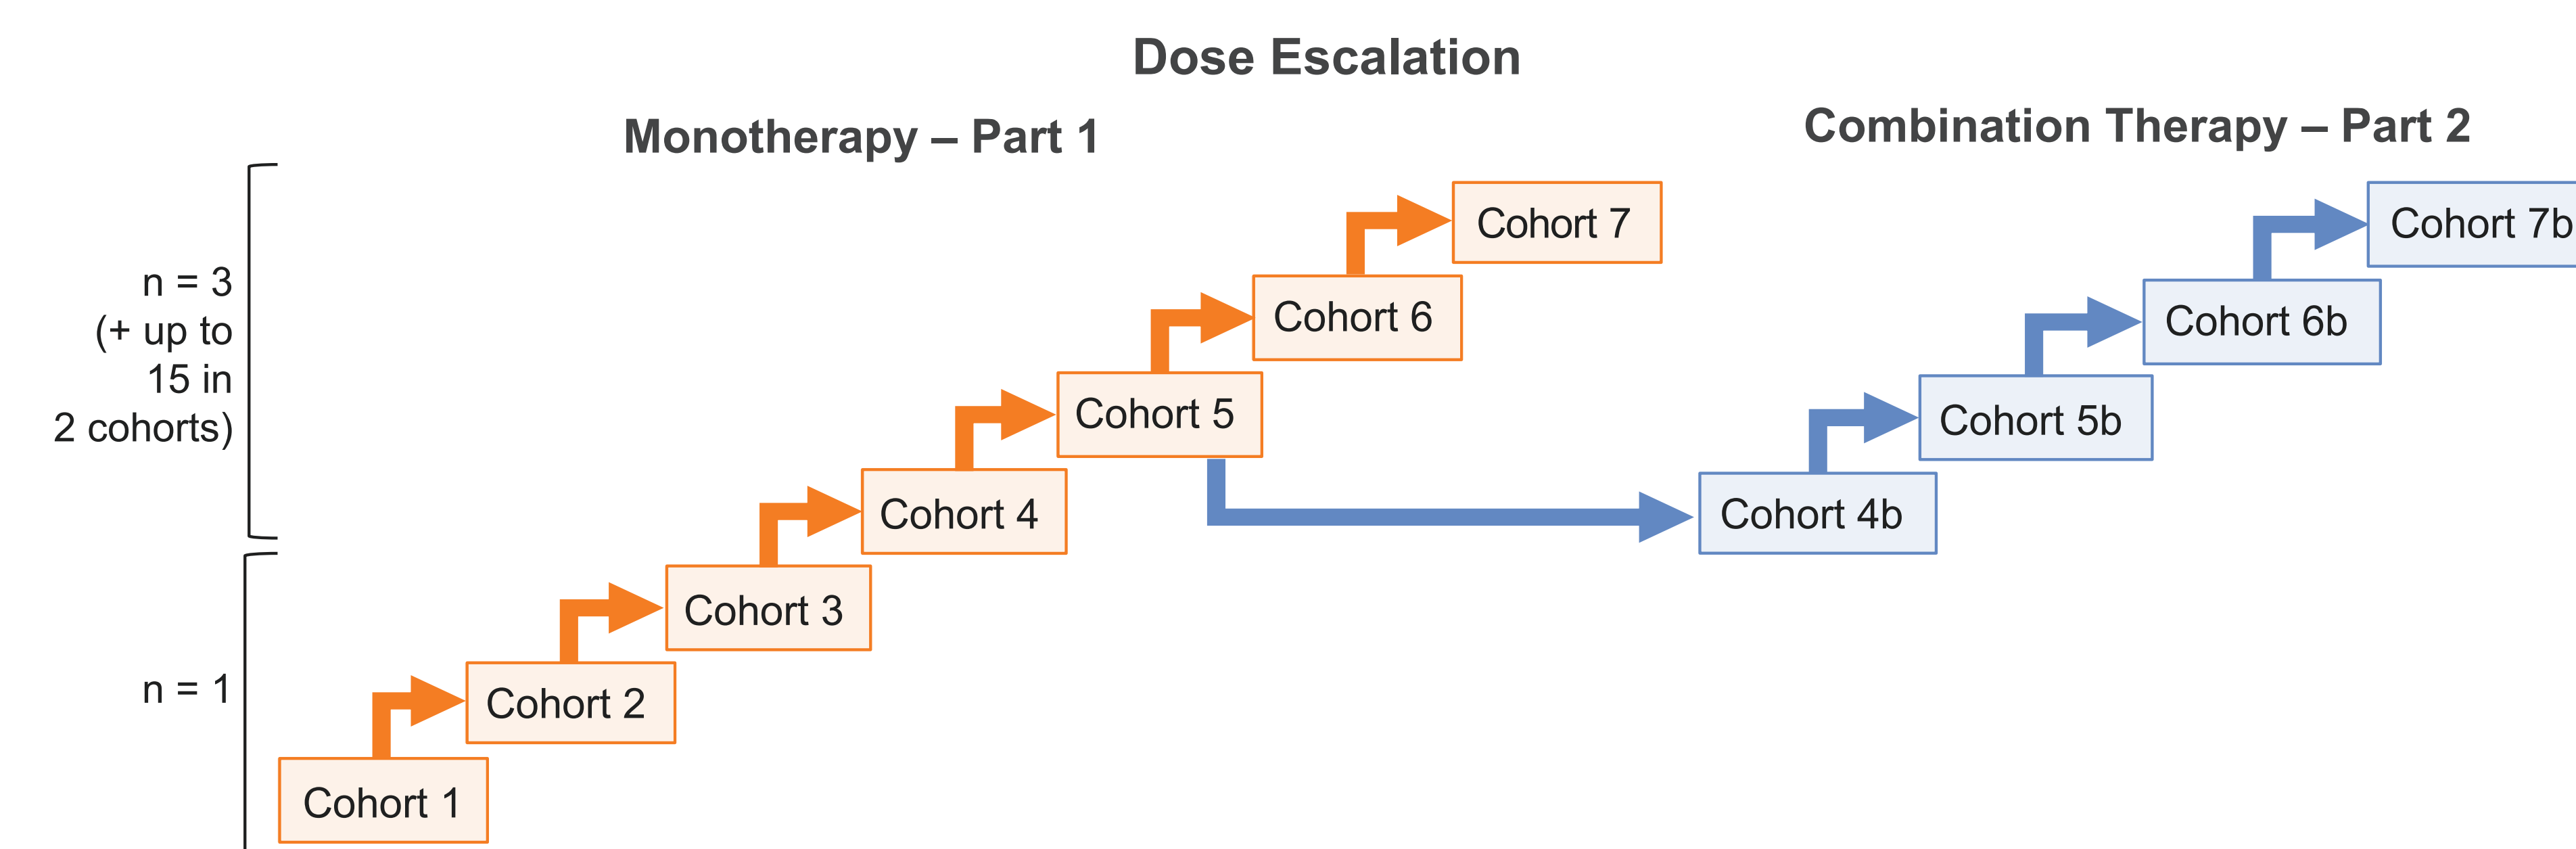 Dose Escalation
Monotherapy – Part 1
Combination Therapy – Part 2
n = 3
(+ up to
15 in
2 cohorts)
n = 1
Cohort 7
Cohort 6
Cohort 5
Cohort 4
Cohort 3
Cohort 2
Cohort 1
Cohort 7b
Cohort 6b
Cohort 5b
Cohort 4b